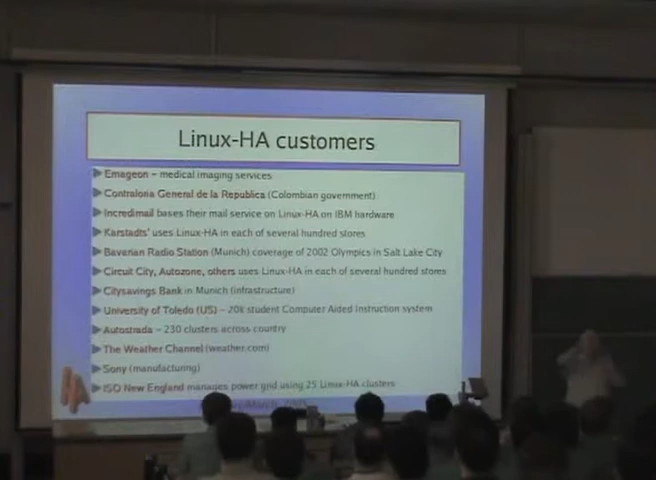 Linux-HA customers
Emageon – medical imaging services
Contraloria General de la Republica (Colombian government)
Incredimail bases their mail service on Linux-HA on IBM hardware
Karstadts' uses Linux-HA in each of several hundred stores
Bavarian Radio Station (Munich) coverage of 2002 Olympics in Salt Lake City
Circuit City, Autozone, others uses Linux-HA in each of several hundred stores
Citysavings Bank in Munich (infrastructure)
University of Toledo (US) – 20k student Computer Aided Instruction system
Autostrada – 230 clusters across country
The Weather Channel (weather.com)
Sony (manufacturing)
ISO New England manages power grid using 25 Linux-HA clusters